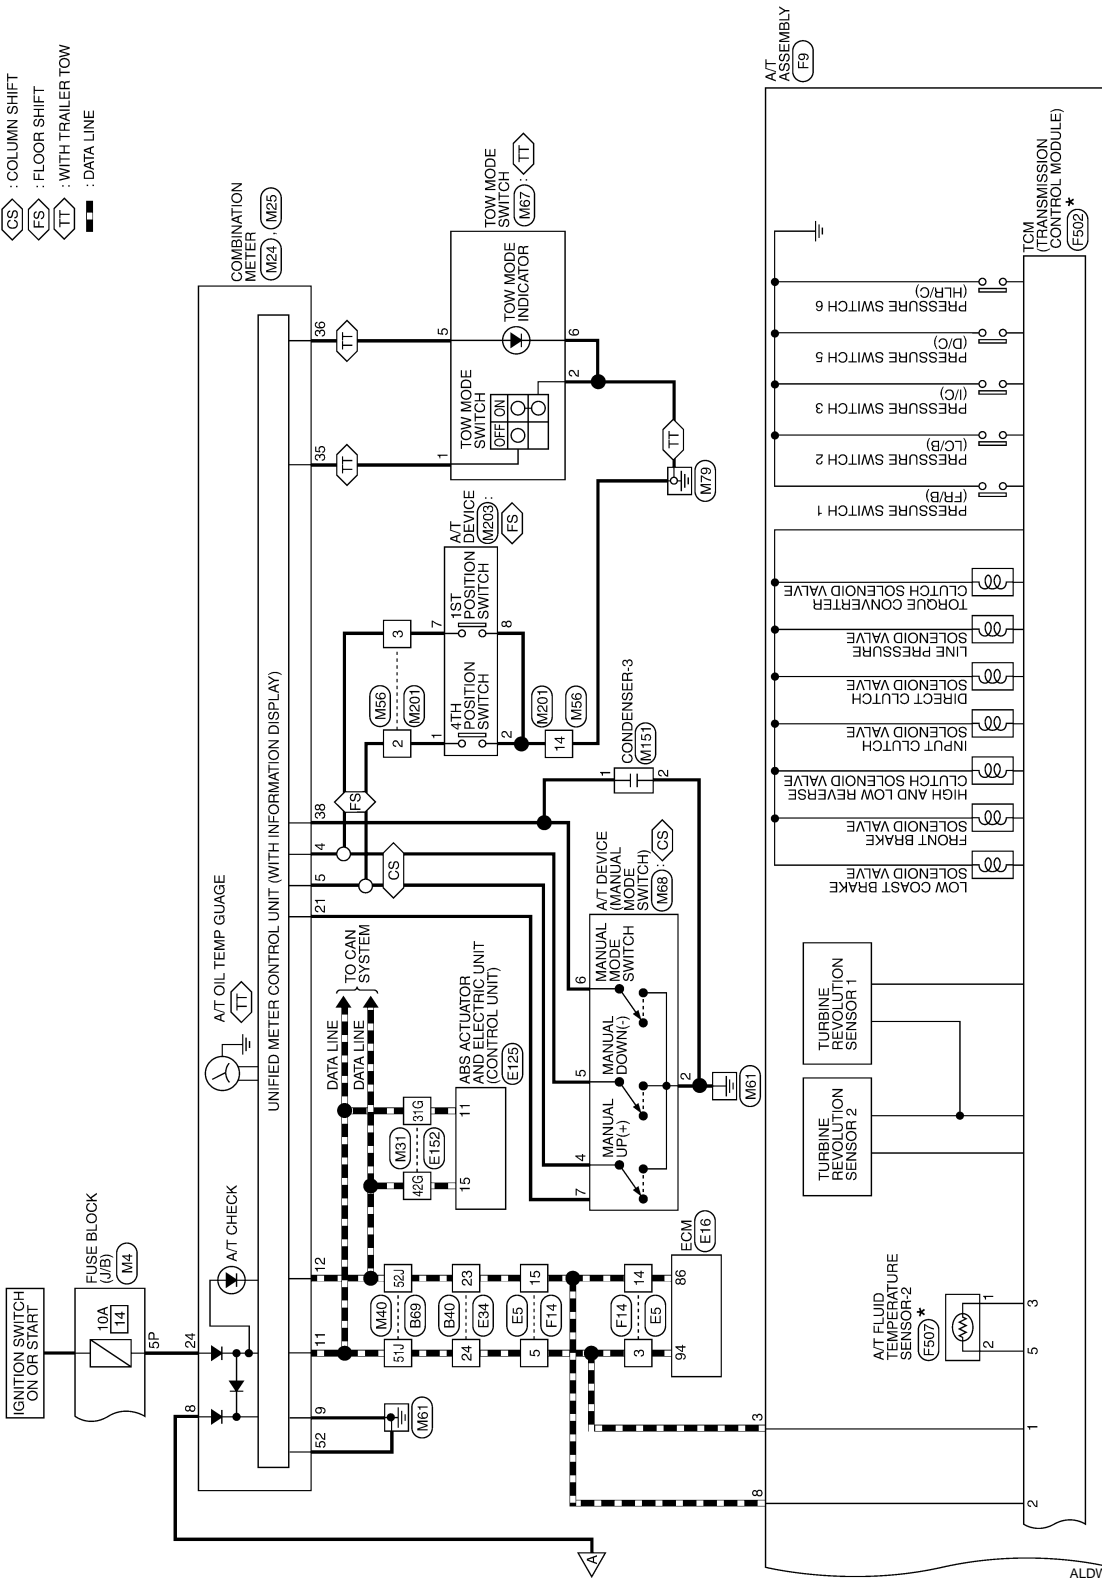 CS : COLUMN SHIFT
FS : FLOOR SHIFT
TT : WITH TRAILER TOW
: DATA LINE
IGNITION SWITCH
ON OR START
FUSE BLOCK
(J/B)
M4
10A
14
5P
24
8
COMBINATION
METER
M24 , M25
A/T CHECK
A/T OIL TEMP GUAGE
TT
UNIFIED METER CONTROL UNIT (WITH INFORMATION DISPLAY)
52
9
11
12
21
5
4
38
35
36
M61
DATA LINE
DATA LINE
TO CAN
SYSTEM
FS
CS
TT
TT
M40
B69
51J
52J
B40
E34
24
23
E5
F14
5
15
F14
E5
3
14
94
86
ECM
E16
M31
E152
42G
31G
15
11
ABS ACTUATOR
AND ELECTRIC UNIT
(CONTROL UNIT)
E125
7
4
5
6
MANUAL
UP(+)
MANUAL
DOWN(-)
MANUAL
MODE
SWITCH
A/T DEVICE
(MANUAL
MODE
SWITCH)
M68 : CS
2
M61
1
2
CONDENSER-3
M151
M56
M201
2
3
1
7
4TH
POSITION
SWITCH
1ST
POSITION
SWITCH
A/T
DEVICE
M203 :
FS
2
8
M201
M56
14
TOW MODE
SWITCH
M67 : TT
1
5
TOW MODE
SWITCH
OFF ON
TOW MODE
INDICATOR
2
6
TT
M79
A
8
3
A/T
ASSEMBLY
F9
2
1
5
3
A/T FLUID
TEMPERATURE
SENSOR-2
F507 *
2
1
TURBINE
REVOLUTION
SENSOR 2
TURBINE
REVOLUTION
SENSOR 1
LOW COAST BRAKE
SOLENOID VALVE
FRONT BRAKE
SOLENOID VALVE
HIGH AND LOW REVERSE
CLUTCH SOLENOID VALVE
INPUT CLUTCH
SOLENOID VALVE
DIRECT CLUTCH
SOLENOID VALVE
LINE PRESSURE
SOLENOID VALVE
TORQUE CONVERTER
CLUTCH SOLENOID VALVE
PRESSURE SWITCH 1
(FR/B)
PRESSURE SWITCH 2
(LC/B)
PRESSURE SWITCH 3
(I/C)
PRESSURE SWITCH 5
(D/C)
PRESSURE SWITCH 6
(HLR/C)
TCM
(TRANSMISSION
CONTROL MODULE)
F502 *